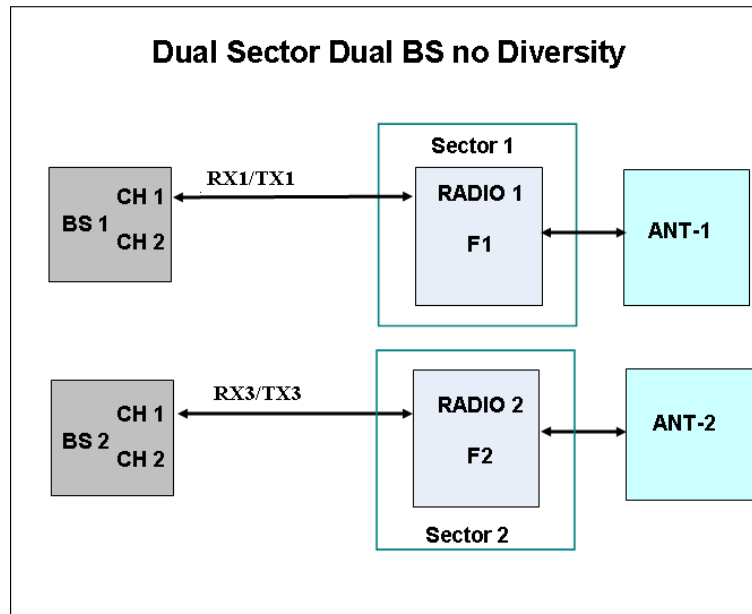 Dual Sector Dual BS no Diversity
Sector 1
RX1/TX1
CH 1
BS 1
CH 2
RADIO 1
F1
ANT-1
RX3/TX3
CH 1
BS 2
CH 2
RADIO 2
F2
ANT-2
Sector 2